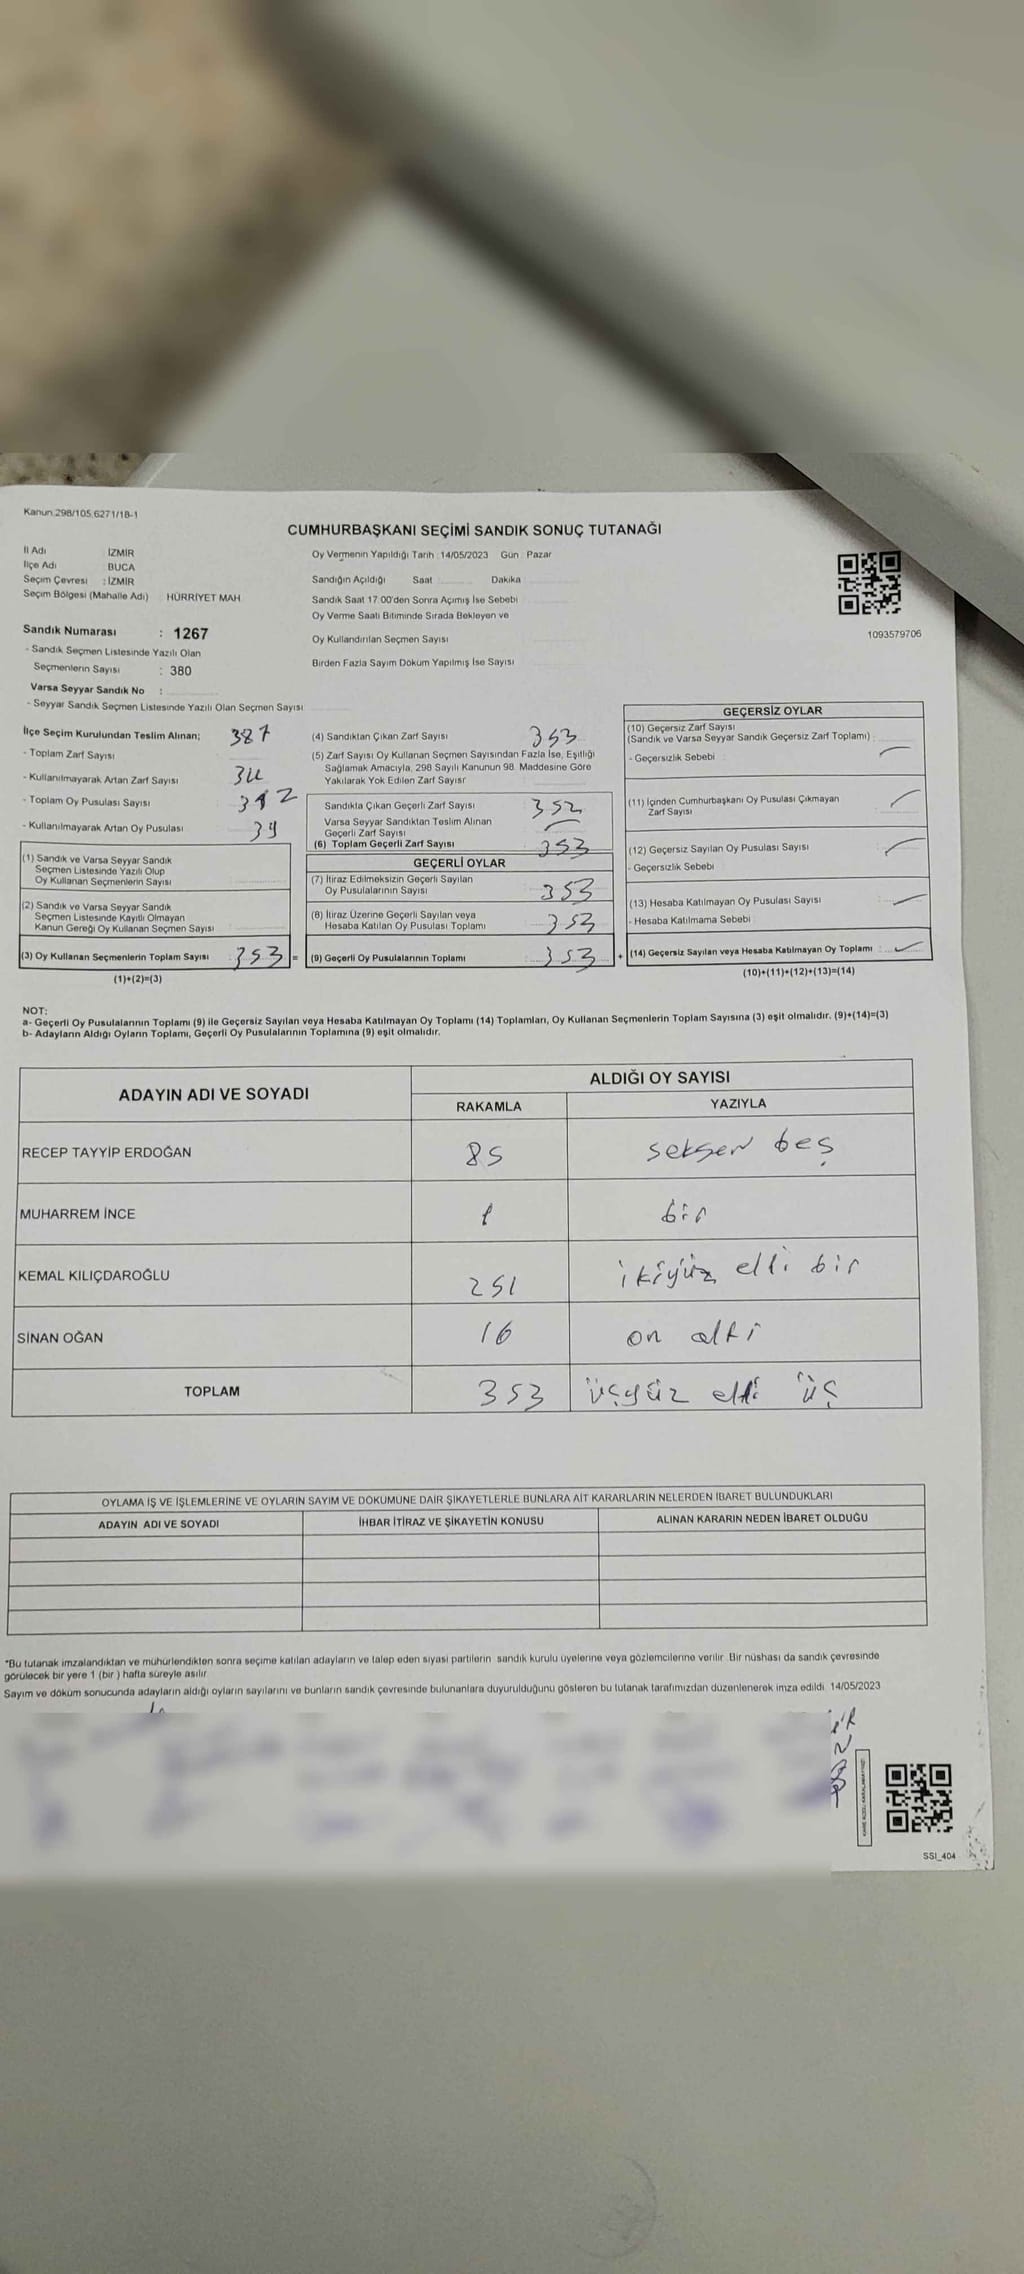 Kanun.298/105.6271/18-1
CUMHURBAŞKANI SEÇİMİ SANDIK SONUÇ TUTANAĞI
İl Adı İZMİR
İlçe Adı BUCA
Seçim Çevresi : İZMİR
Seçim Bölgesi (Mahalle Adı) HÜRRİYET MAH.
Sandık Numarası : 1267
- Sandık Seçmen Listesinde Yazılı Olan
Seçmenlerin Sayısı : 380
Varsa Seyyar Sandık No :
- Seyyar Sandık Seçmen Listesinde Yazılı Olan Seçmen Sayısı
Oy Vermenin Yapıldığı Tarih : 14/05/2023 Gün : Pazar
Sandığın Açıldığı Saat Dakika
Sandık Saat 17.00'den Sonra Açımış İse Sebebi
Oy Verme Saati Bitiminde Sırada Bekleyen ve
Oy Kullandırılan Seçmen Sayısı
Birden Fazla Sayım Döküm Yapılmış İse Sayısı
1093579706
İlçe Seçim Kurulundan Teslim Alınan; 387
- Toplam Zarf Sayısı
- Kullanılmayarak Artan Zarf Sayısı 34
- Toplam Oy Pusulası Sayısı
- Kullanılmayarak Artan Oy Pusulası 34
(1) Sandık ve Varsa Seyyar Sandık
Seçmen Listesinde Yazılı Olup
Oy Kullanan Seçmenlerin Sayısı
(2) Sandık ve Varsa Seyyar Sandık
Seçmen Listesinde Kayıtlı Olmayan
Kanun Gereği Oy Kullanan Seçmen Sayısı
(3) Oy Kullanan Seçmenlerin Toplam Sayısı : 353 =
(1)+(2)=(3)
(4) Sandıktan Çıkan Zarf Sayısı 353
(5) Zarf Sayısı Oy Kullanan Seçmen Sayısından Fazla İse, Eşitliği
Sağlamak Amacıyla, 298 Sayılı Kanunun 98. Maddesine Göre
Yakılarak Yok Edilen Zarf Sayısı
Sandıkta Çıkan Geçerli Zarf Sayısı 353
Varsa Seyyar Sandıktan Teslim Alınan
Geçerli Zarf Sayısı
(6) Toplam Geçerli Zarf Sayısı 353
GEÇERLİ OYLAR
(7) İtiraz Edilmeksizin Geçerli Sayılan
Oy Pusulalarının Sayısı 353
(8) İtiraz Üzerine Geçerli Sayılan veya
Hesaba Katılan Oy Pusulası Toplamı 353
(9) Geçerli Oy Pusulalarının Toplamı 353 +
GEÇERSİZ OYLAR
(10) Geçersiz Zarf Sayısı
(Sandık ve Varsa Seyyar Sandık Geçersiz Zarf Toplamı) :
- Geçersizlik Sebebi
(11) İçinden Cumhurbaşkanı Oy Pusulası Çıkmayan
Zarf Sayısı
(12) Geçersiz Sayılan Oy Pusulası Sayısı
- Geçersizlik Sebebi
(13) Hesaba Katılmayan Oy Pusulası Sayısı
- Hesaba Katılmama Sebebi
(14) Geçersiz Sayılan veya Hesaba Katılmayan Oy Toplamı :
(10)+(11)+(12)+(13)=(14)
NOT:
a- Geçerli Oy Pusulalarının Toplamı (9) ile Geçersiz Sayılan veya Hesaba Katılmayan Oy Toplamı (14) Toplamları, Oy Kullanan Seçmenlerin Toplam Sayısına (3) eşit olmalıdır. (9)+(14)=(3)
b- Adayların Aldığı Oyların Toplamı, Geçerli Oy Pusulalarının Toplamına (9) eşit olmalıdır.
ADAYIN ADI VE SOYADI ALDIĞI OY SAYISI
RAKAMLA YAZIYLA
RECEP TAYYİP ERDOĞAN 85 seksen beş
MUHARREM İNCE 1 bir
KEMAL KILIÇDAROĞLU 251 ikiyüz elli bir
SİNAN OĞAN 16 on altı
TOPLAM 353 üçyüz elli üç
OYLAMA İŞ VE İŞLEMLERİNE VE OYLARIN SAYIM VE DÖKÜMÜNE DAİR ŞİKAYETLERLE BUNLARA AİT KARARLARIN NELERDEN İBARET BULUNDUKLARI
ADAYIN ADI VE SOYADI İHBAR İTİRAZ VE ŞİKAYETİN KONUSU ALINAN KARARIN NEDEN İBARET OLDUĞU
*Bu tutanak imzalandıktan ve mühürlendikten sonra seçime katılan adayların ve talep eden siyasi partilerin sandık kurulu üyelerine veya gözlemcilerine verilir. Bir nüshası da sandık çevresinde
görülecek bir yere 1 (bir ) hafta süreyle asılır.
Sayım ve döküm sonucunda adayların aldığı oyların sayılarını ve bunların sandık çevresinde bulunanlara duyurulduğunu gösteren bu tutanak tarafımızdan düzenlenerek imza edildi. 14/05/2023
SSI_404